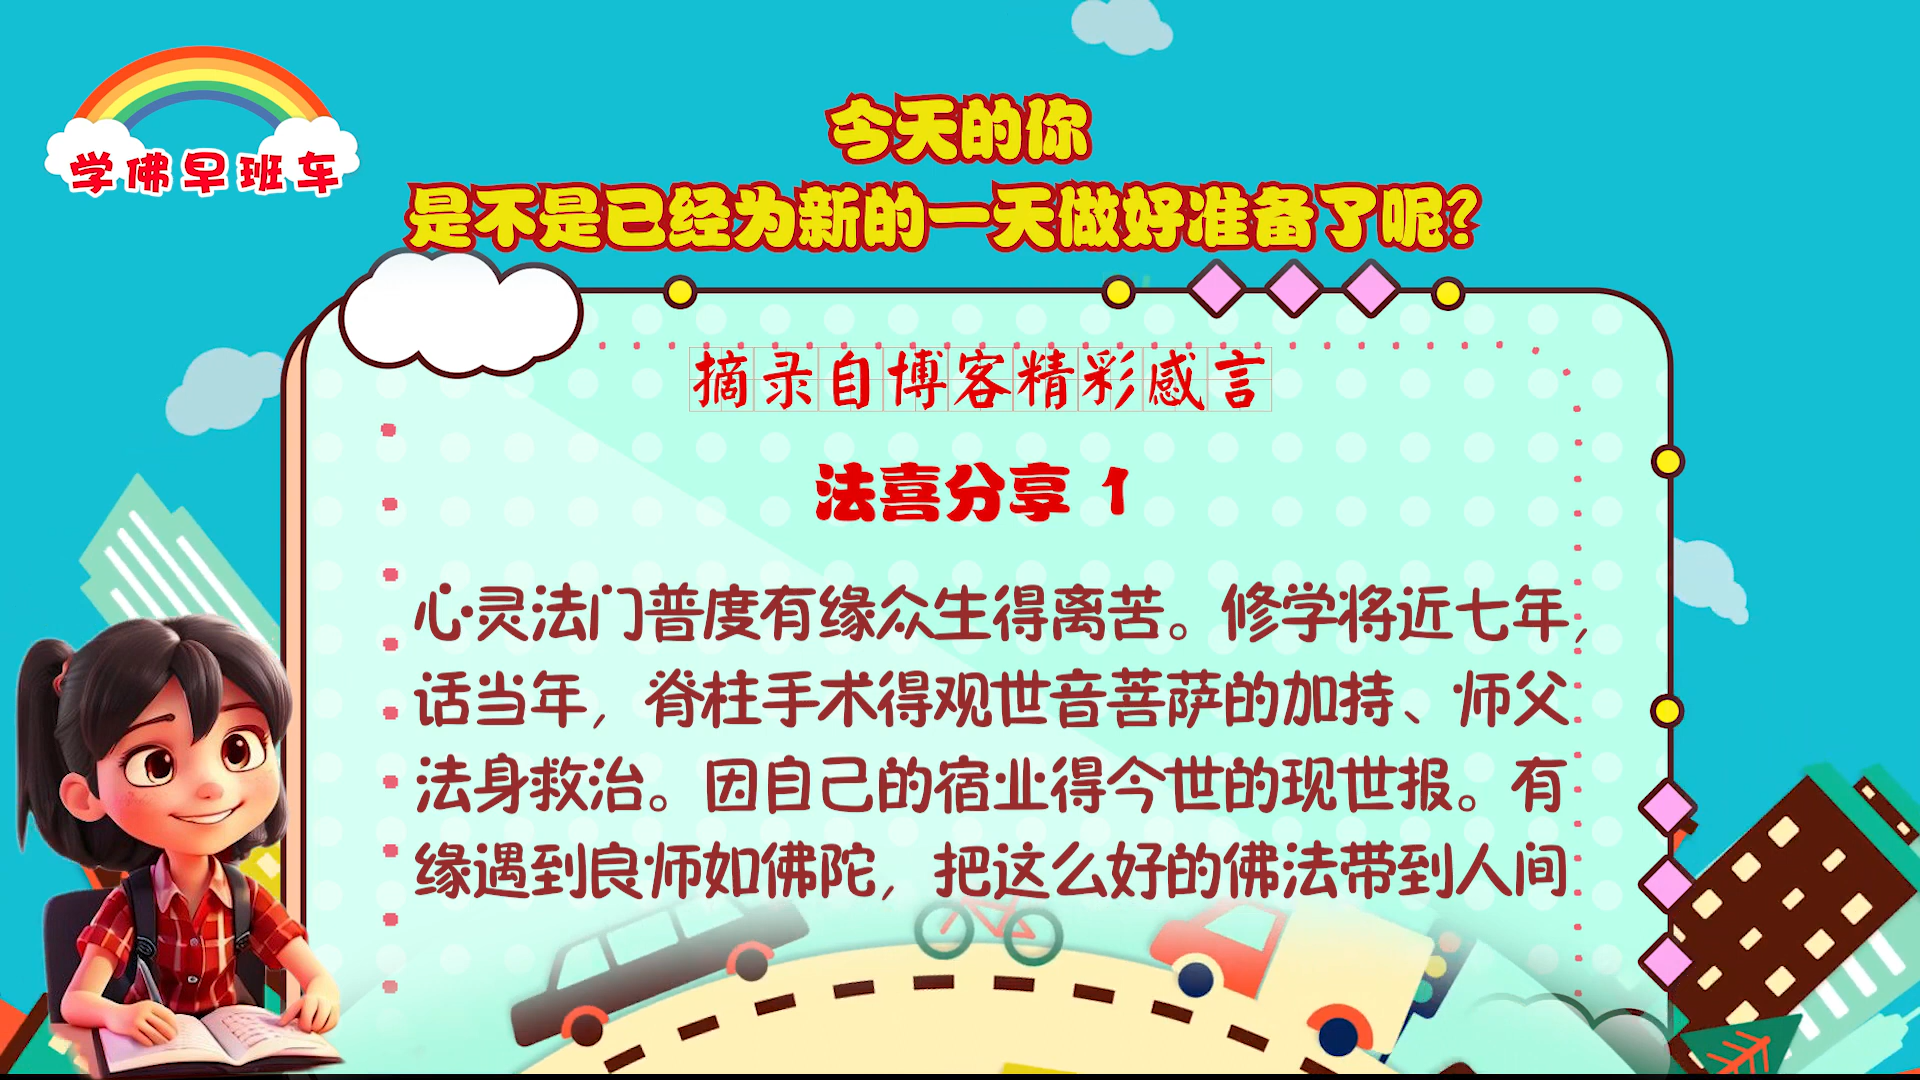 学佛早班车
今天的你
是不是已经为新的一天做好准备了呢?
摘录自博客精彩感言
法喜分享 1
心灵法门普度有缘众生得离苦。修学将近七年,
话当年，脊柱手术得观世音菩萨的加持、师父
法身救治。因自己的宿业得今世的现世报。有
缘遇到良师如佛陀，把这么好的佛法带到人间